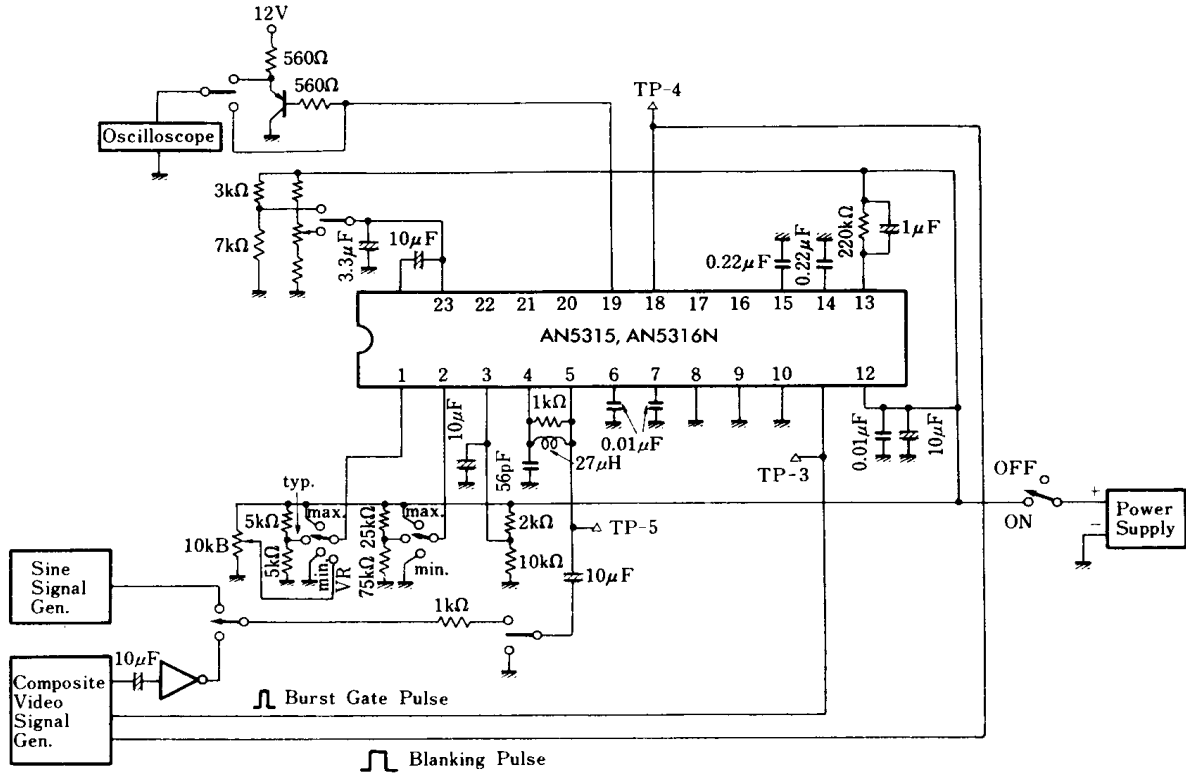 12V
560Ω
560Ω
TP-4
Oscilloscope
3kΩ
7kΩ
3.3μF
10μF
0.22μF
0.22μF
220kΩ
1μF
23 22 21 20 19 18 17 16 15 14 13
AN5315, AN5316N
1 2 3 4 5 6 7 8 9 10 12
10μF
1kΩ
56pF
27μH
0.01μF
TP-3
0.01μF
10μF
OFF
ON
+
−
Power
Supply
typ.
max.
max.
5kΩ
25kΩ
2kΩ
TP-5
10kB
5kΩ
min.
VR
75kΩ
min.
10kΩ
10μF
Sine
Signal
Gen.
1kΩ
10μF
Composite
Video
Signal
Gen.
Burst Gate Pulse
Blanking Pulse